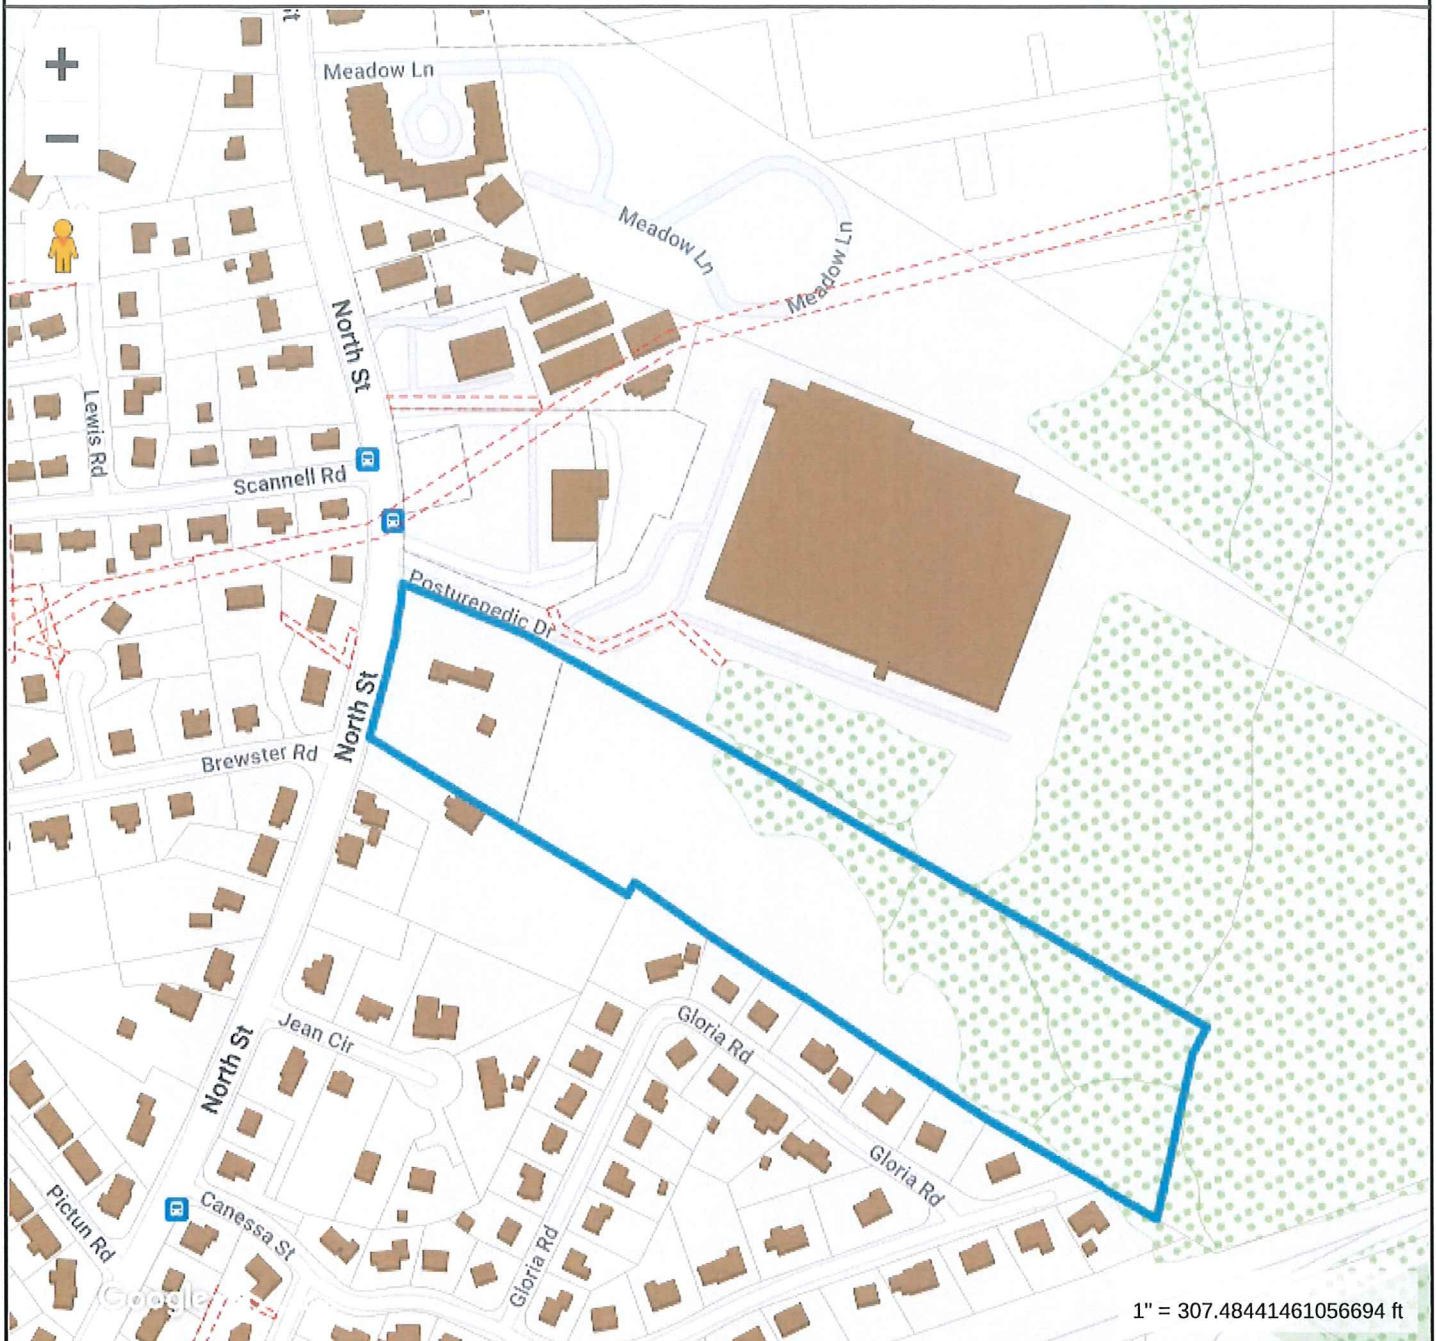 Meadow Ln
Meadow Ln
Meadow Ln
North St
Lewis Rd
Scannell Rd
Posturepedic Dr
North St
Brewster Rd
Gloria Rd
Jean Cir
North St
Gloria Rd
Pictun Rd
Canessa St
Gloria Rd
Google
1" = 307.48441461056694 ft